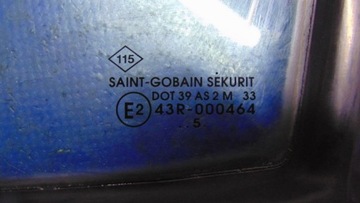 115
SAINT-GOBAIN SEKURIT
DOT 39 AS 2 M 33
E2 43R-000464
. . 5 .